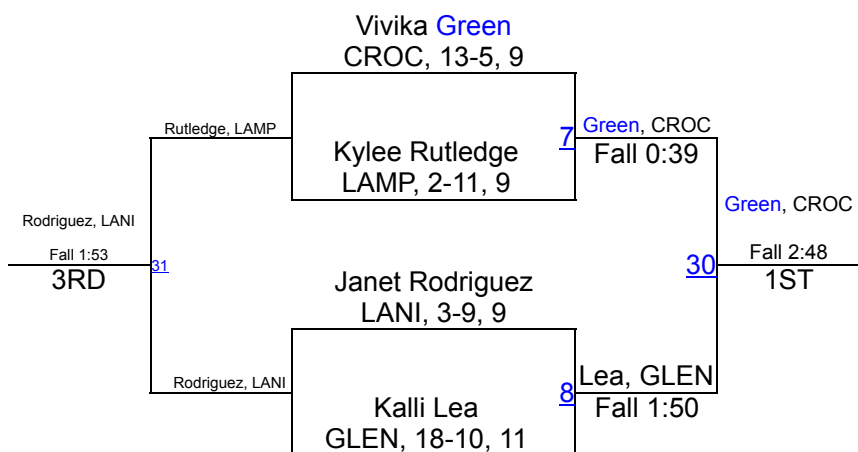 Vivika Green
CROC, 13-5, 9
Rutledge, LAMP
7
Green, CROC
Kylee Rutledge
Fall 0:39
LAMP, 2-11, 9
Rodriguez, LANI
Green, CROC
Fall 1:53
31
30
Fall 2:48
3RD
1ST
Janet Rodriguez
LANI, 3-9, 9
Rodriguez, LANI
8
Lea, GLEN
Kalli Lea
Fall 1:50
GLEN, 18-10, 11